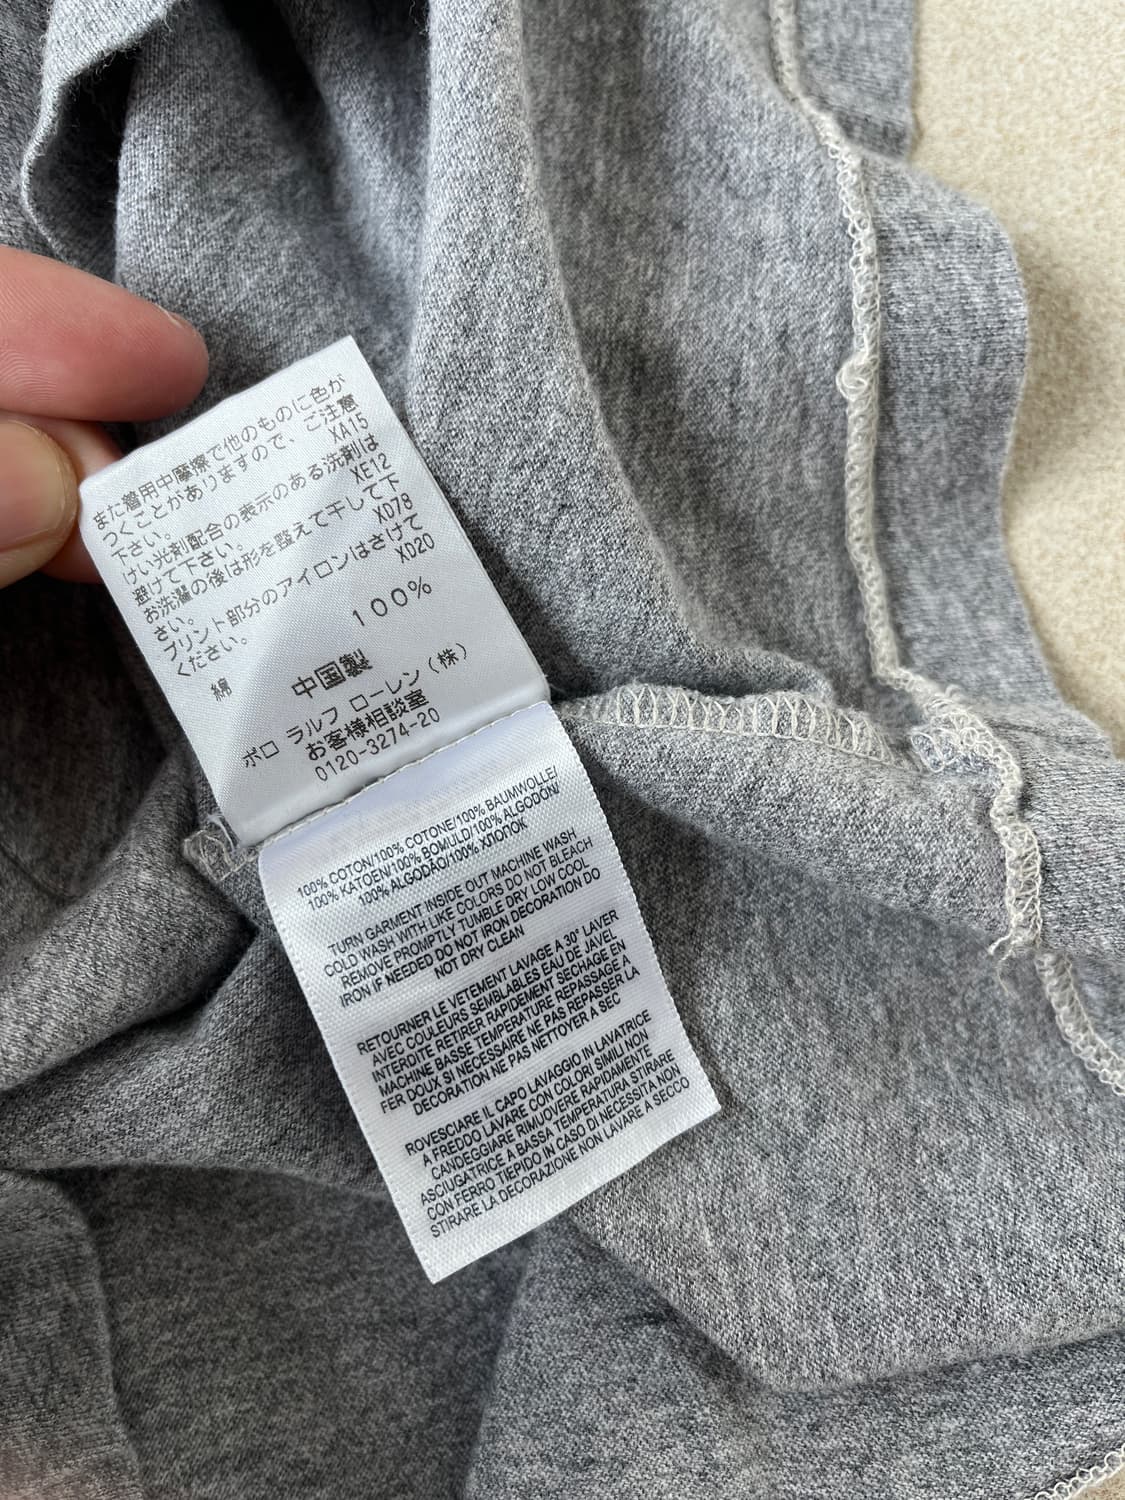 また着用中摩擦で他のものに色が
つくことがありますので、ご注意
下さい。 XA15
けい光剤配合の表示のある洗剤は
避けて下さい。 XE12
お洗濯の後は形を整えて干して下
さい。 XD78
プリント部分のアイロンはさけて
ください。 XD20
綿 100%
中国製
ポロ ラルフ ローレン（株）
お客様相談室
0120-3274-20
100% COTON/100% COTONE/100% BAUMWOLLE/
100% KATOEN/100% BOMULD/100% ALGODÓN/
100% ALGODÃO/100% ХЛОПОК
TURN GARMENT INSIDE OUT MACHINE WASH
COLD WASH WITH LIKE COLORS DO NOT BLEACH
REMOVE PROMPTLY TUMBLE DRY LOW COOL
IRON IF NEEDED DO NOT IRON DECORATION DO
NOT DRY CLEAN
RETOURNER LE VETEMENT LAVAGE A 30° LAVER
AVEC COULEURS SEMBLABLES EAU DE JAVEL
INTERDITE RETIRER RAPIDEMENT SECHAGE EN
MACHINE BASSE TEMPERATURE REPASSAGE A
FER DOUX SI NECESSAIRE NE PAS REPASSER LA
DECORATION NE PAS NETTOYER A SEC
ROVESCIARE IL CAPO LAVAGGIO IN LAVATRICE
A FREDDO LAVARE CON COLORI SIMILI NON
CANDEGGIARE RIMUOVERE RAPIDAMENTE
ASCIUGATRICE A BASSA TEMPERATURA STIRARE
CON FERRO TIEPIDO IN CASO DI NECESSITA NON
STIRARE LA DECORAZIONE NON LAVARE A SECCO